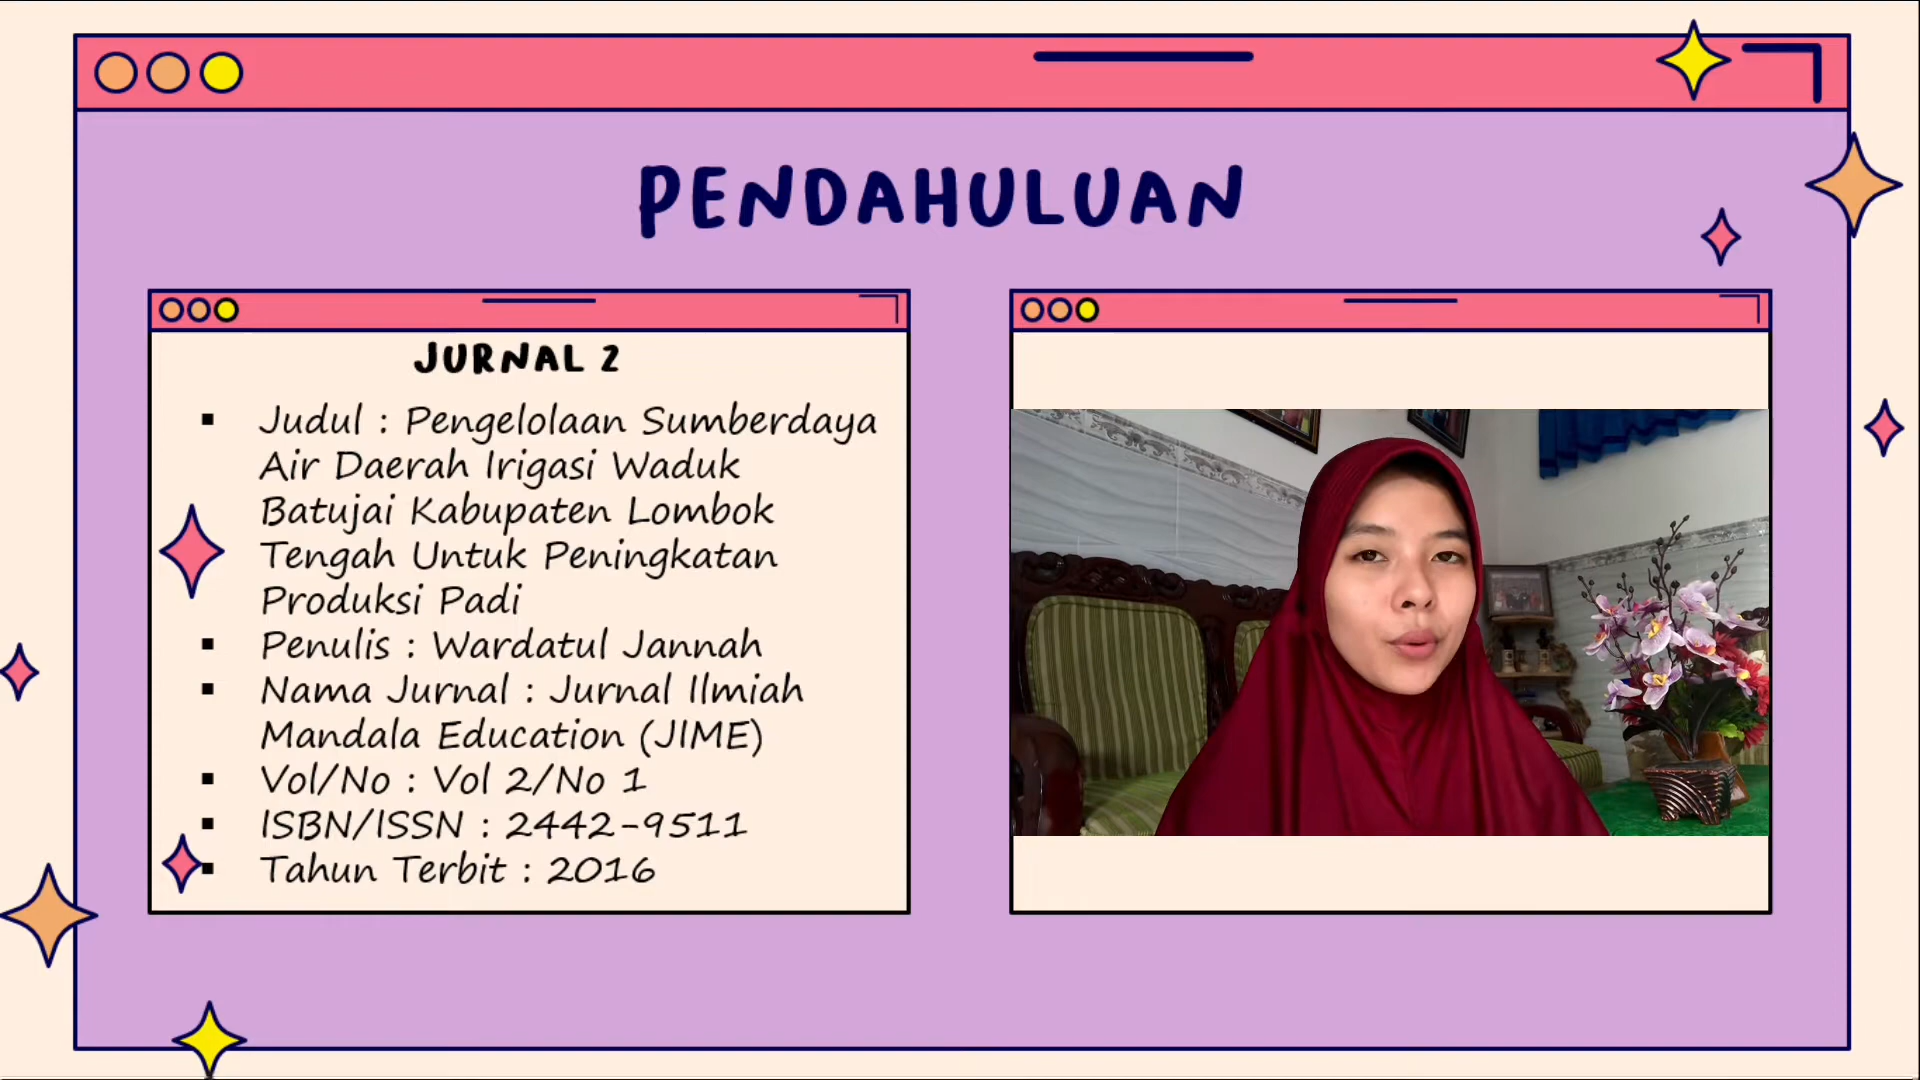 PENDAHULUAN
JURNAL 2
▪ Judul : Pengelolaan Sumberdaya
Air Daerah Irigasi Waduk
Batujai Kabupaten Lombok
Tengah Untuk Peningkatan
Produksi Padi
▪ Penulis : Wardatul Jannah
▪ Nama Jurnal : Jurnal Ilmiah
Mandala Education (JIME)
▪ Vol/No : Vol 2/No 1
▪ ISBN/ISSN : 2442-9511
▪ Tahun Terbit : 2016